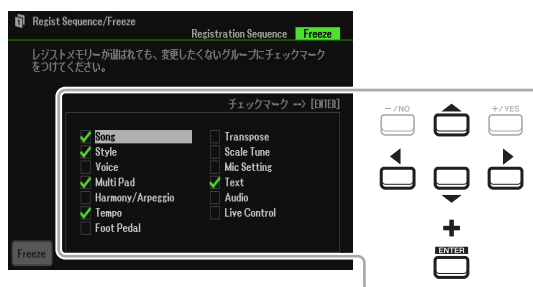 Regist Sequence/Freeze
Registration Sequence Freeze
レジストメモリーが選ばれても、変更したくないグループにチェックマーク
をつけてください。
チェックマーク --> [ENTER]
Song
Style
Voice
Multi Pad
Harmony/Arpeggio
Tempo
Foot Pedal
Transpose
Scale Tune
Mic Setting
Text
Audio
Live Control
Freeze
-/NO
+/YES
+
ENTER